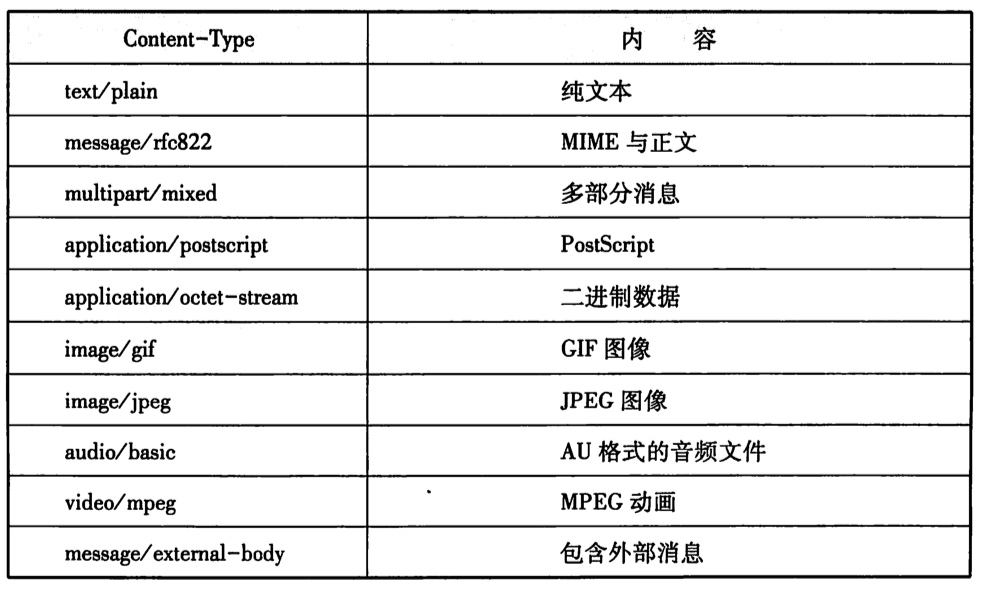 Content-Type 内 容
text/plain 纯文本
message/rfc822 MIME 与正文
multipart/mixed 多部分消息
application/postscript PostScript
application/octet-stream 二进制数据
image/gif GIF 图像
image/jpeg JPEG 图像
audio/basic AU 格式的音频文件
video/mpeg MPEG 动画
message/external-body 包含外部消息